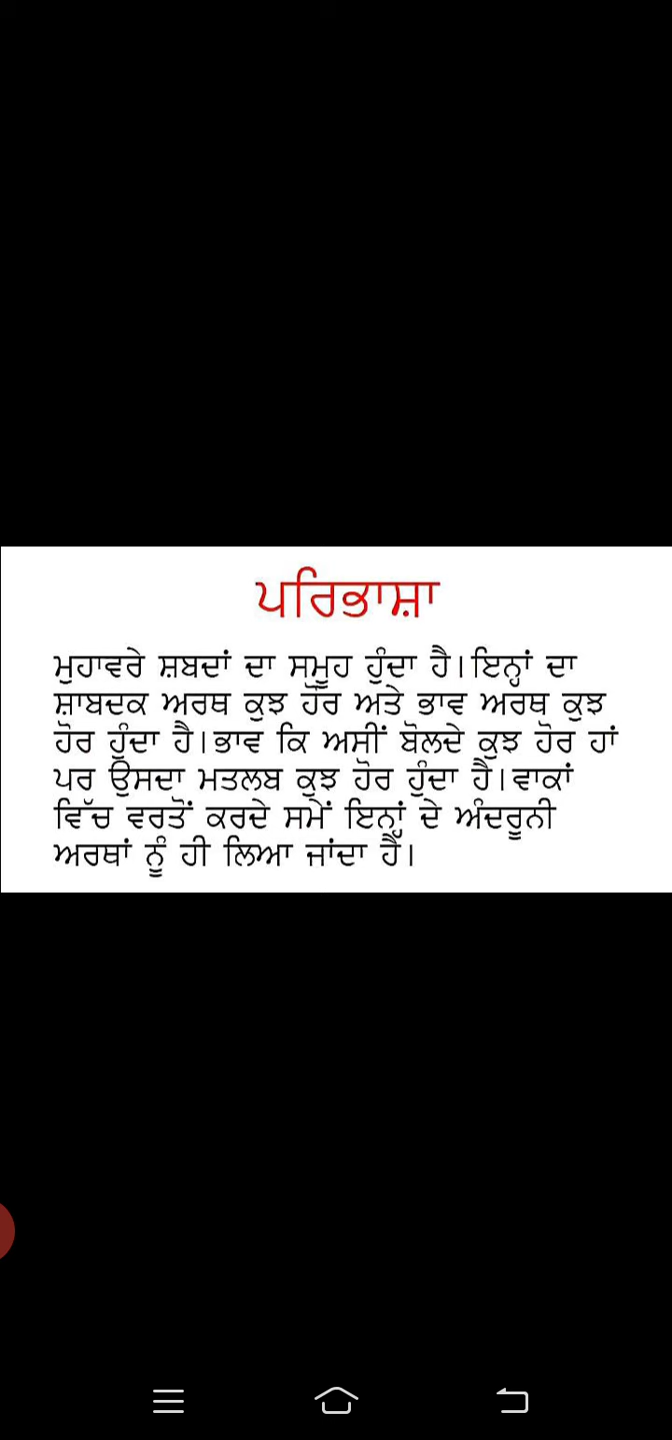 ਪਰਿਭਾਸ਼ਾ
ਮੁਹਾਵਰੇ ਸ਼ਬਦਾਂ ਦਾ ਸਮੂਹ ਹੁੰਦਾ ਹੈ।ਇਨ੍ਹਾਂ ਦਾ
ਸ਼ਾਬਦਕ ਅਰਥ ਕੁਝ ਹੋਰ ਅਤੇ ਭਾਵ ਅਰਥ ਕੁਝ
ਹੋਰ ਹੁੰਦਾ ਹੈ।ਭਾਵ ਕਿ ਅਸੀਂ ਬੋਲਦੇ ਕੁਝ ਹੋਰ ਹਾਂ
ਪਰ ਉਸਦਾ ਮਤਲਬ ਕੁਝ ਹੋਰ ਹੁੰਦਾ ਹੈ।ਵਾਕਾਂ
ਵਿੱਚ ਵਰਤੋਂ ਕਰਦੇ ਸਮੇਂ ਇਨ੍ਹਾਂ ਦੇ ਅੰਦਰੂਨੀ
ਅਰਥਾਂ ਨੂੰ ਹੀ ਲਿਆ ਜਾਂਦਾ ਹੈ।